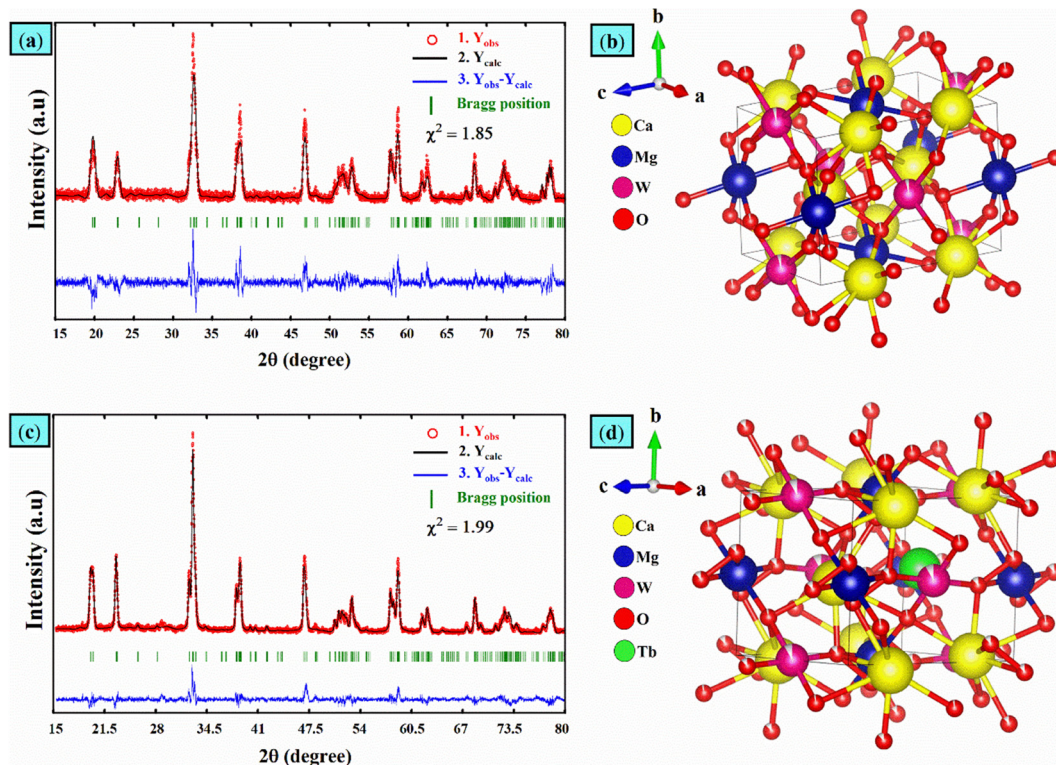 (a)
1. Yobs
2. Ycalc
3. Yobs-Ycalc
Bragg position
χ² = 1.85
Intensity (a.u)
15 20 25 30 35 40 45 50 55 60 65 70 75 80
2θ (degree)
(b)
b
c
a
Ca
Mg
W
O
(c)
1. Yobs
2. Ycalc
3. Yobs-Ycalc
Bragg position
χ² = 1.99
Intensity (a.u)
15 21.5 28 34.5 41 47.5 54 60.5 67 73.5 80
2θ (degree)
(d)
b
c
a
Ca
Mg
W
O
Tb